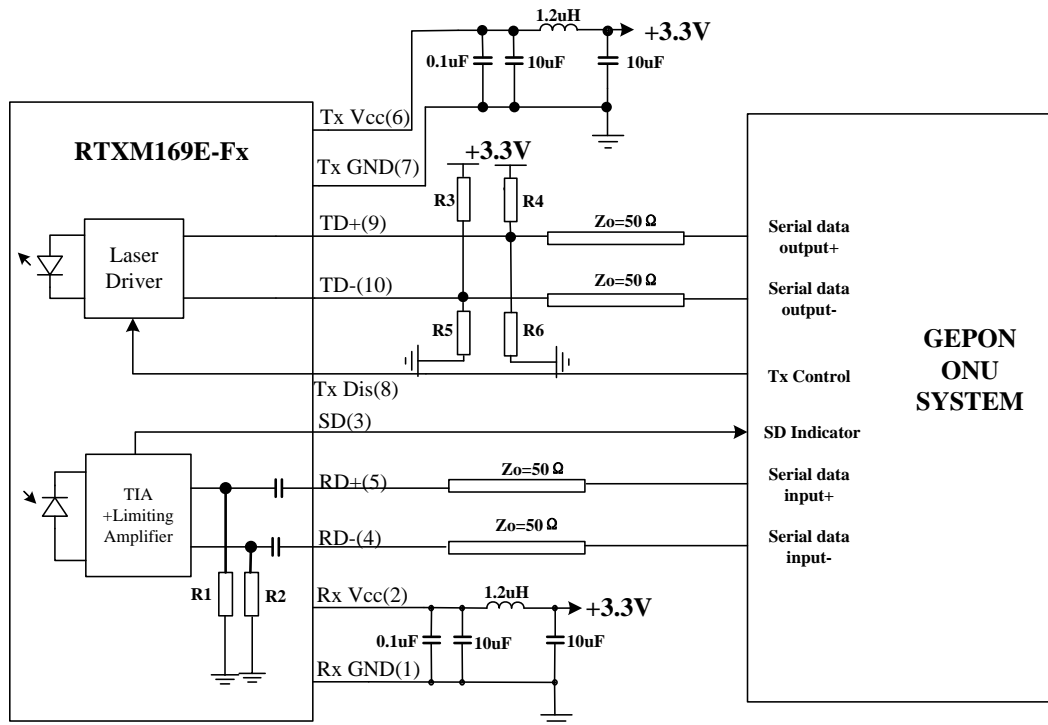 1.2uH
+3.3V
0.1uF
10uF
10uF
Tx Vcc(6)
RTXM169E-Fx
Tx GND(7)
+3.3V
R3
R4
TD+(9)
Zo=50Ω
Serial data
output+
Laser
Driver
TD-(10)
Zo=50Ω
Serial data
output-
R5
R6
GEPON
ONU
SYSTEM
Tx Dis(8)
Tx Control
SD(3)
SD Indicator
Zo=50Ω
RD+(5)
Serial data
input+
TIA
+Limiting
Amplifier
Zo=50Ω
RD-(4)
Serial data
input-
R1
R2
Rx Vcc(2)
1.2uH
+3.3V
0.1uF
10uF
10uF
Rx GND(1)